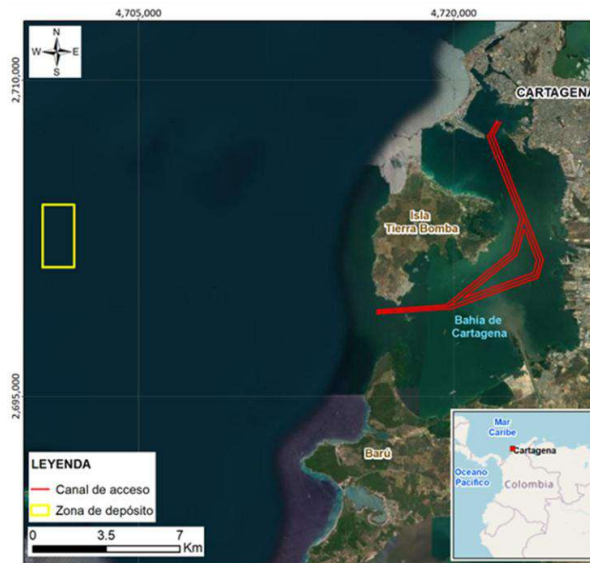 4,705,000
4,720,000
N
W E
S
2,710,000
CARTAGENA
Isla
Tierra Bomba
Bahía de
Cartagena
2,695,000
Barú
LEYENDA
Canal de acceso
Zona de depósito
0 3.5 7
Km
Mar
Caribe
Cartagena
Oceano
Pacífico
Colombia